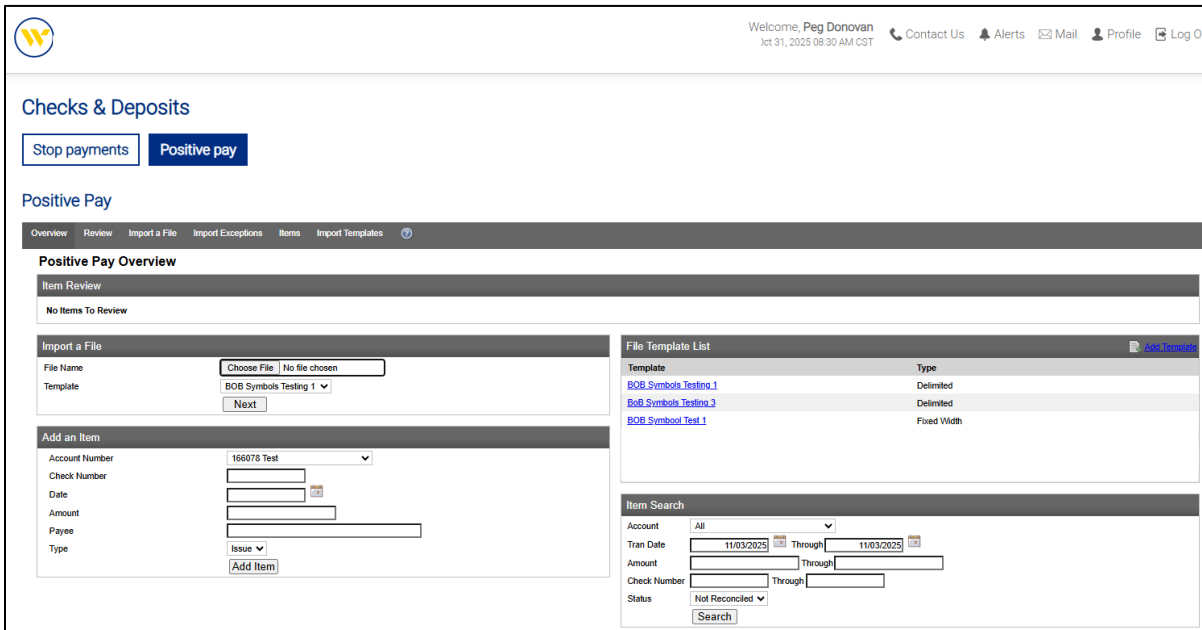 W
Welcome, Peg Donovan
Oct 31, 2025 08:30 AM CST
Contact Us
Alerts
Mail
Profile
Log O
Checks & Deposits
Stop payments
Positive pay
Positive Pay
Overview Review Import a File Import Exceptions Items Import Templates ?
Positive Pay Overview
Item Review
No Items To Review
Import a File
File Name Choose File No file chosen
Template BOB Symbols Testing 1
Next
Add an Item
Account Number 166078 Test
Check Number
Date
Amount
Payee
Type Issue
Add Item
File Template List Add Template
Template Type
BOB Symbols Testing 1 Delimited
BoB Symbols Testing 3 Delimited
BOB Symbool Test 1 Fixed Width
Item Search
Account All
Tran Date 11/03/2025 Through 11/03/2025
Amount Through
Check Number Through
Status Not Reconciled
Search